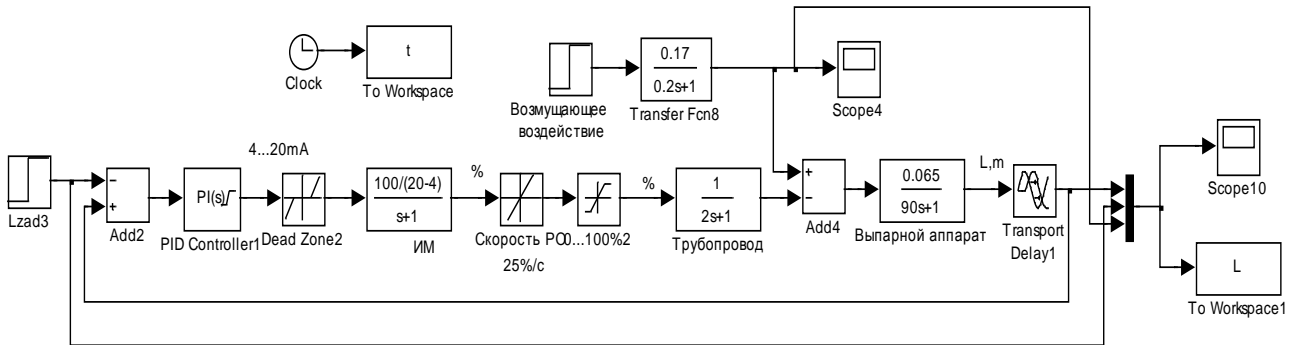 t
Clock
To Workspace
0.17
0.2s+1
Возмущающее
воздействие
Transfer Fcn8
Scope4
Lzad3
−
+
Add2
PI(s)
PID Controller1
4...20mA
Dead Zone2
100/(20-4)
s+1
ИМ
%
Скорость РО
25%/с
0...100%2
%
1
2s+1
Трубопровод
+
−
Add4
0.065
90s+1
Выпарной аппарат
L,m
Transport
Delay1
Scope10
L
To Workspace1